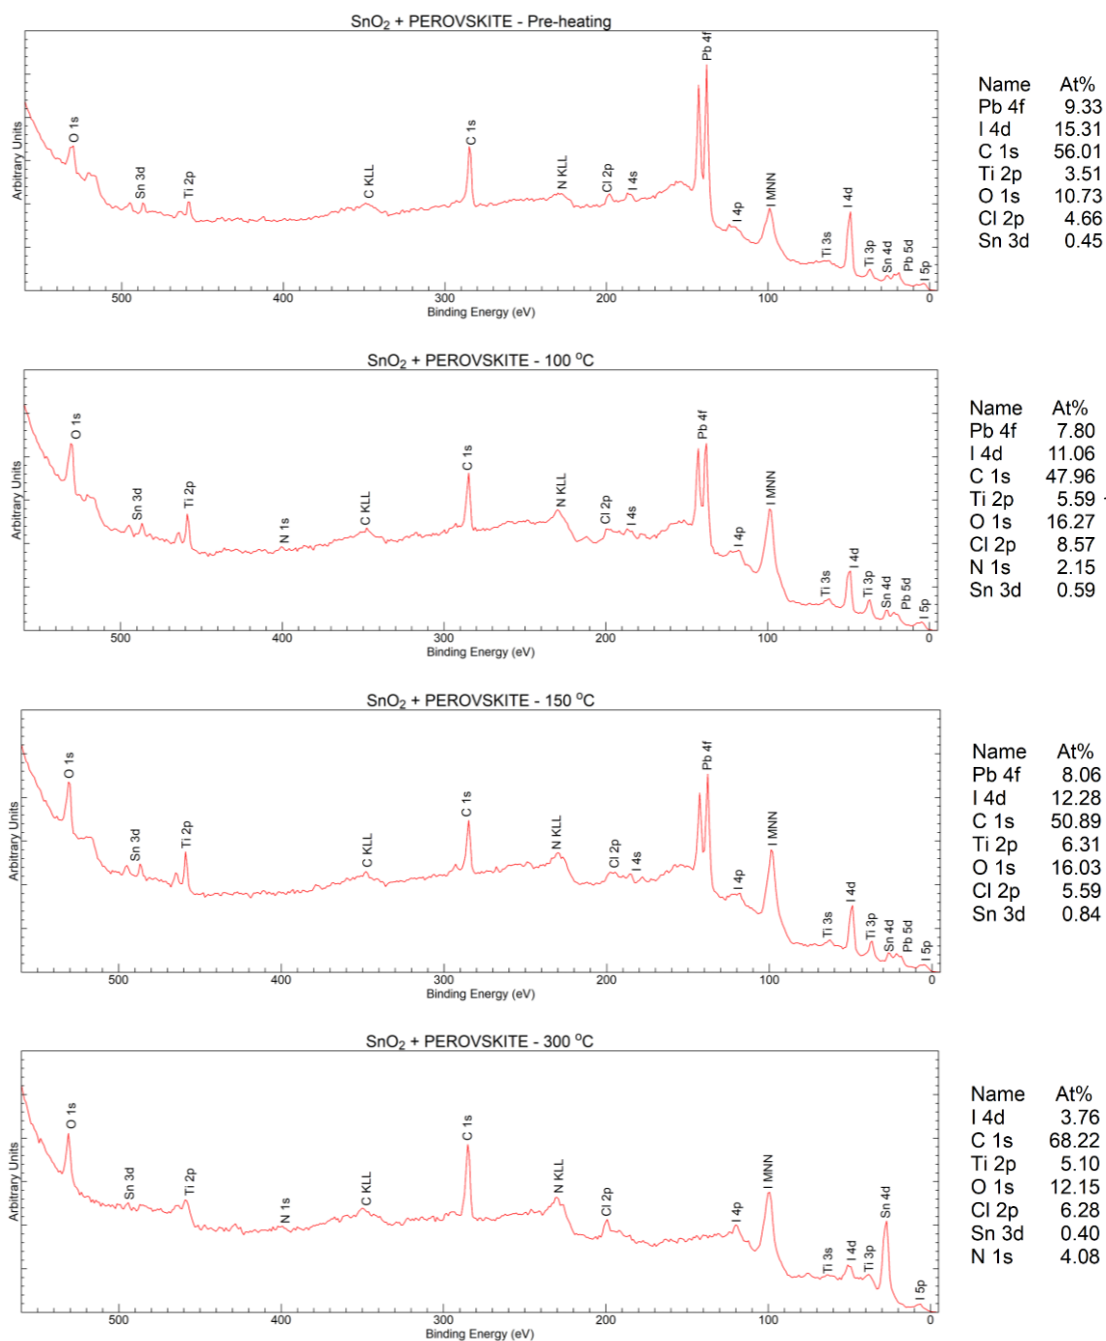 SnO₂ + PEROVSKITE - Pre-heating
Arbitrary Units
O 1s
Sn 3d
Ti 2p
C KLL
C 1s
N KLL
Cl 2p
I 4s
Pb 4f
I 4p
I MNN
Ti 3s
I 4d
Ti 3p
Sn 4d
Pb 5d
I 5p
500 400 300 200 100 0
Binding Energy (eV)
Name At%
Pb 4f 9.33
I 4d 15.31
C 1s 56.01
Ti 2p 3.51
O 1s 10.73
Cl 2p 4.66
Sn 3d 0.45
SnO₂ + PEROVSKITE - 100 °C
Arbitrary Units
O 1s
Sn 3d
Ti 2p
N 1s
C KLL
C 1s
N KLL
Cl 2p
I 4s
Pb 4f
I 4p
I MNN
Ti 3s
I 4d
Ti 3p
Sn 4d
Pb 5d
I 5p
500 400 300 200 100 0
Binding Energy (eV)
Name At%
Pb 4f 7.80
I 4d 11.06
C 1s 47.96
Ti 2p 5.59
O 1s 16.27
Cl 2p 8.57
N 1s 2.15
Sn 3d 0.59
SnO₂ + PEROVSKITE - 150 °C
Arbitrary Units
O 1s
Sn 3d
Ti 2p
C KLL
C 1s
N KLL
Cl 2p
I 4s
Pb 4f
I 4p
I MNN
Ti 3s
I 4d
Ti 3p
Sn 4d
Pb 5d
I 5p
500 400 300 200 100 0
Binding Energy (eV)
Name At%
Pb 4f 8.06
I 4d 12.28
C 1s 50.89
Ti 2p 6.31
O 1s 16.03
Cl 2p 5.59
Sn 3d 0.84
SnO₂ + PEROVSKITE - 300 °C
Arbitrary Units
O 1s
Sn 3d
Ti 2p
N 1s
C KLL
C 1s
N KLL
Cl 2p
I 4p
I MNN
Ti 3s
I 4d
Ti 3p
Sn 4d
I 5p
500 400 300 200 100 0
Binding Energy (eV)
Name At%
I 4d 3.76
C 1s 68.22
Ti 2p 5.10
O 1s 12.15
Cl 2p 6.28
Sn 3d 0.40
N 1s 4.08